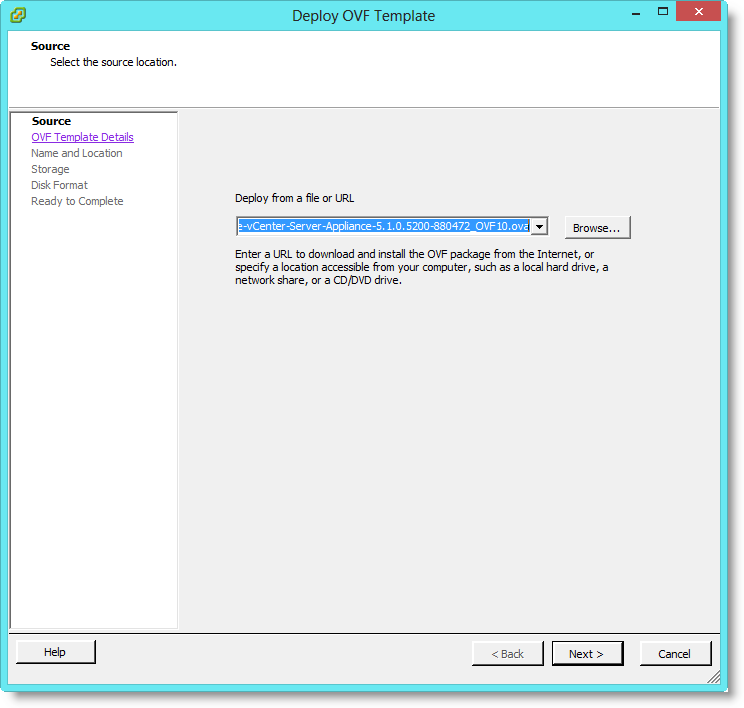 Deploy OVF Template
Source
Select the source location.
Source
OVF Template Details
Name and Location
Storage
Disk Format
Ready to Complete
Deploy from a file or URL
e-vCenter-Server-Appliance-5.1.0.5200-880472_OVF10.ova
Browse...
Enter a URL to download and install the OVF package from the Internet, or
specify a location accessible from your computer, such as a local hard drive, a
network share, or a CD/DVD drive.
Help
< Back
Next >
Cancel